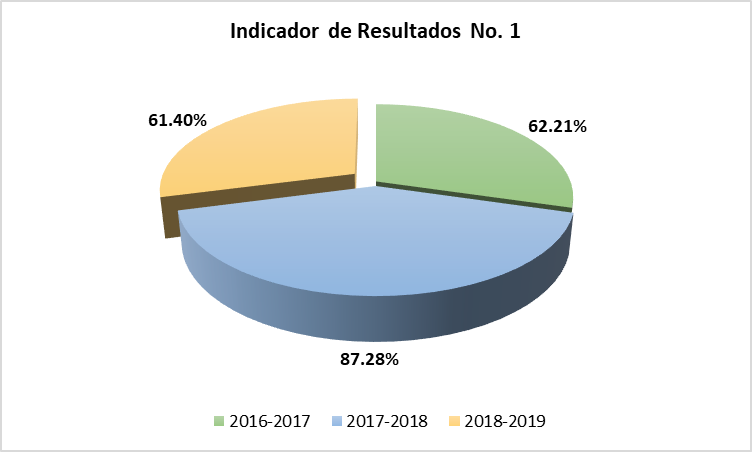 Indicador de Resultados No. 1
61.40%
62.21%
87.28%
2016-2017 2017-2018 2018-2019